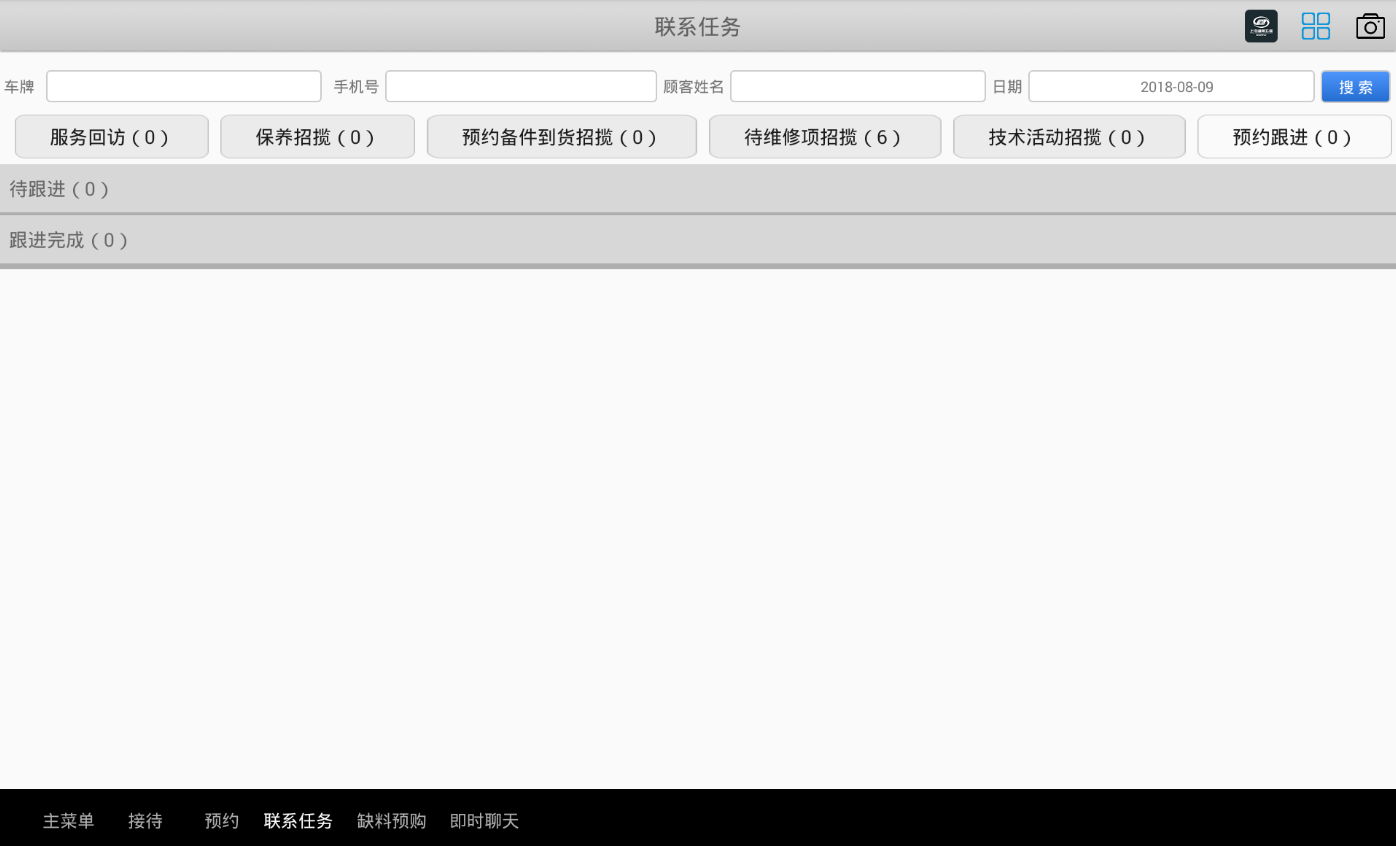 联系任务
车牌 手机号 顾客姓名 日期 2018-08-09 搜 索
服务回访 ( 0 ) 保养招揽 ( 0 ) 预约备件到货招揽 ( 0 ) 待维修项招揽 ( 6 ) 技术活动招揽 ( 0 ) 预约跟进 ( 0 )
待跟进 ( 0 )
跟进完成 ( 0 )
主菜单 接待 预约 联系任务 缺料预购 即时聊天